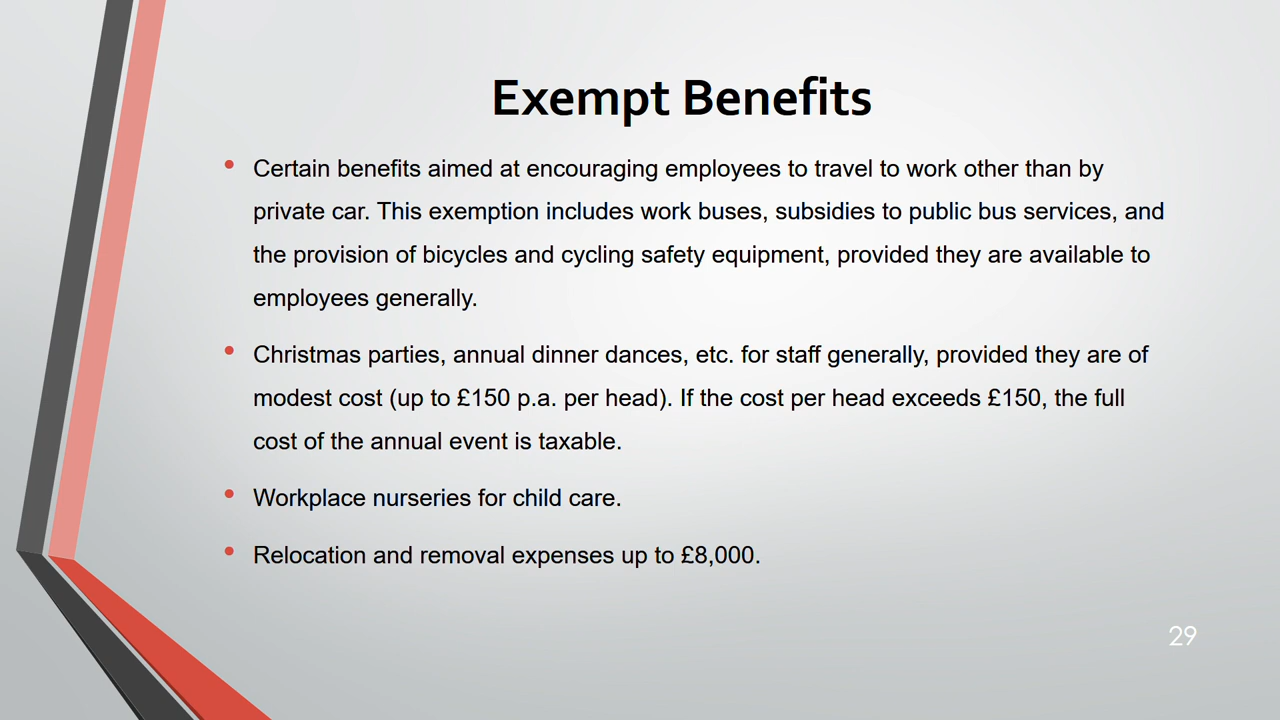 Exempt Benefits
• Certain benefits aimed at encouraging employees to travel to work other than by
private car. This exemption includes work buses, subsidies to public bus services, and
the provision of bicycles and cycling safety equipment, provided they are available to
employees generally.
• Christmas parties, annual dinner dances, etc. for staff generally, provided they are of
modest cost (up to £150 p.a. per head). If the cost per head exceeds £150, the full
cost of the annual event is taxable.
• Workplace nurseries for child care.
• Relocation and removal expenses up to £8,000.
29